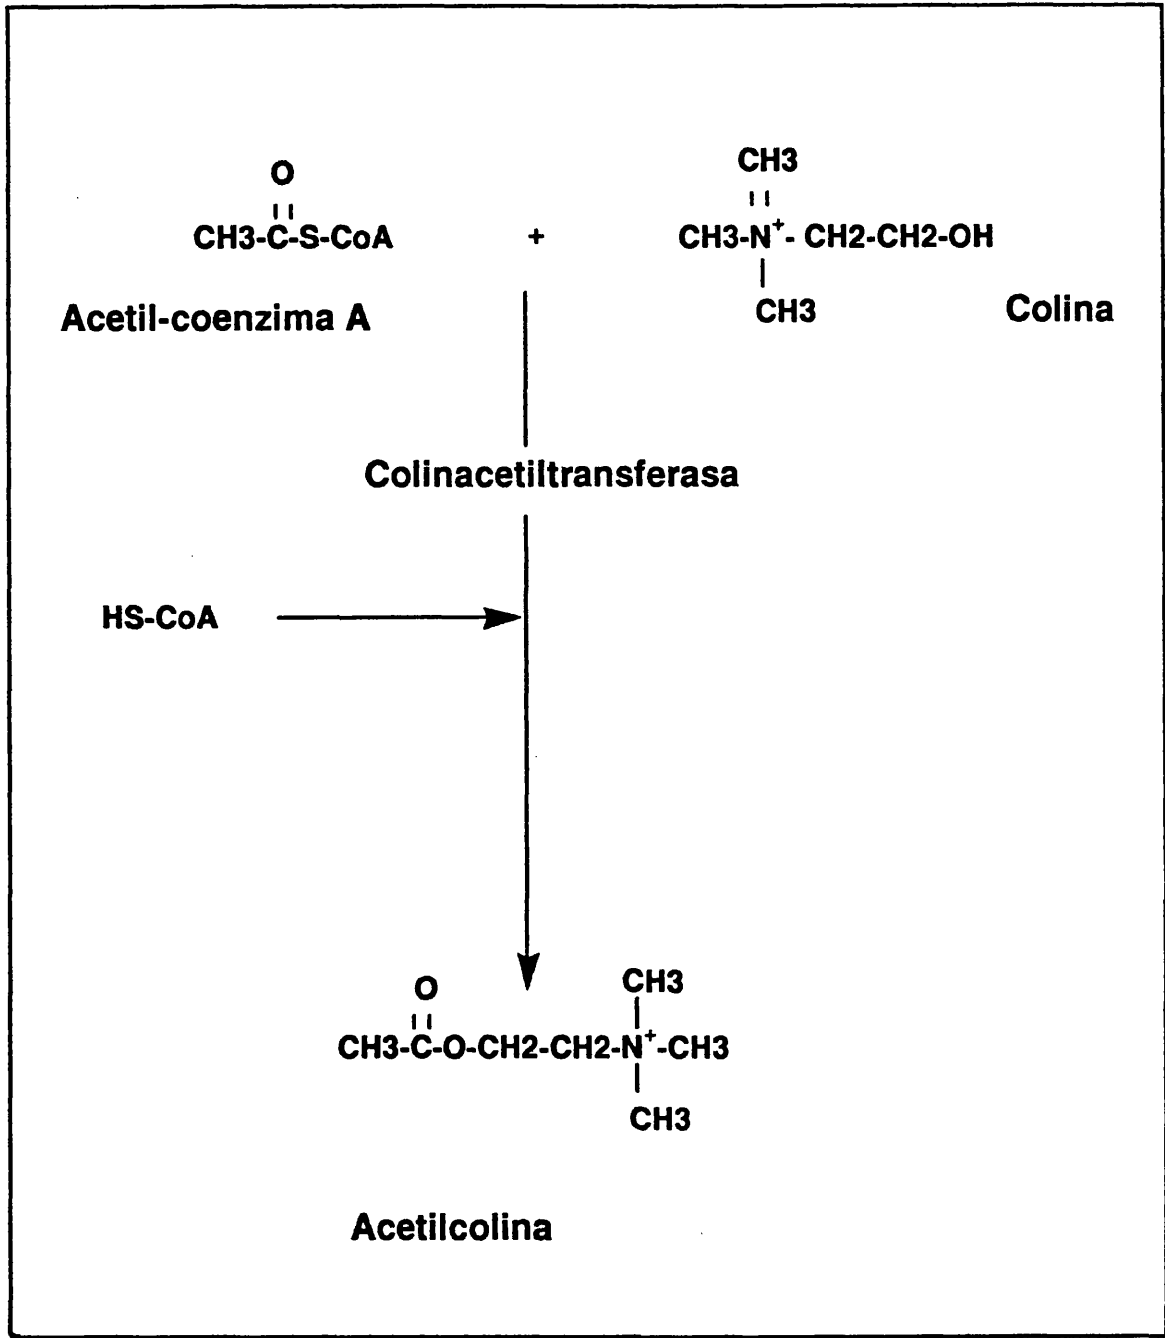 O
CH3-C-S-CoA
Acetil-coenzima A
+
CH3
CH3-N+- CH2-CH2-OH
CH3
Colina
Colinacetiltransferasa
HS-CoA
O
CH3
CH3-C-O-CH2-CH2-N+-CH3
CH3
Acetilcolina